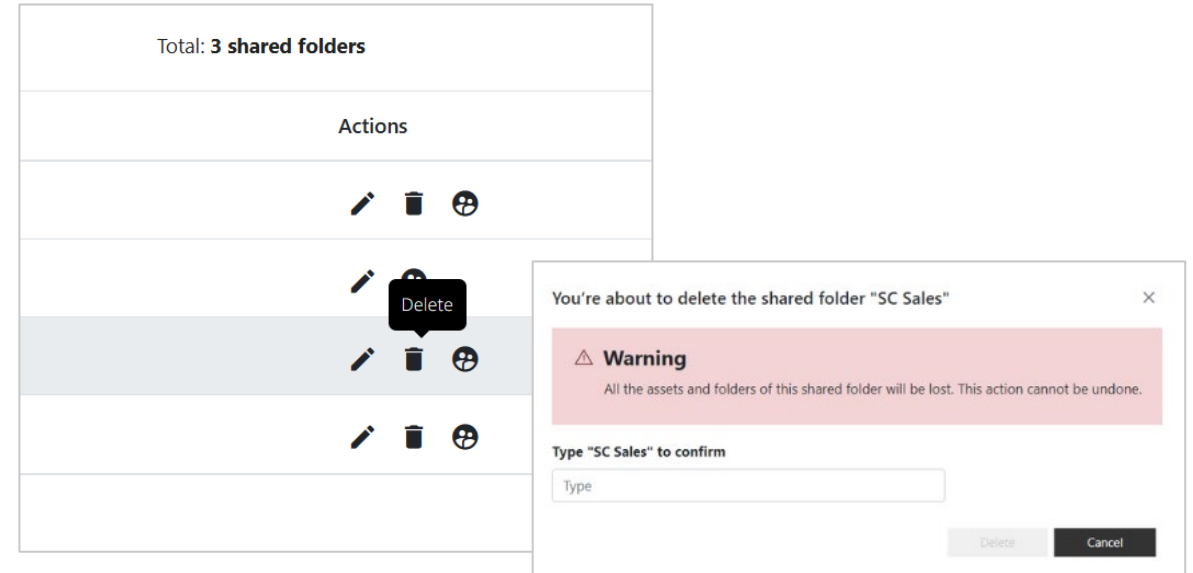 Total: 3 shared folders
Actions
Delete
You're about to delete the shared folder "SC Sales"
Warning
All the assets and folders of this shared folder will be lost. This action cannot be undone.
Type "SC Sales" to confirm
Type
Delete
Cancel